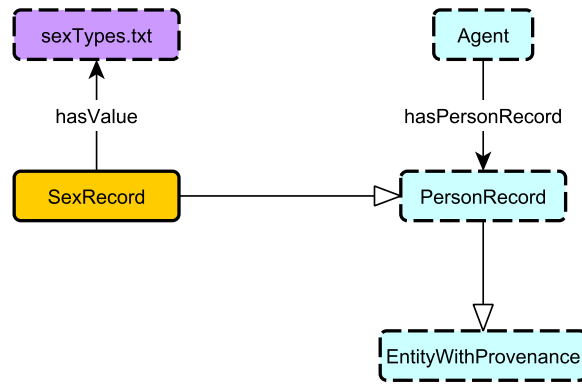 sexTypes.txt
Agent
hasValue
hasPersonRecord
SexRecord
PersonRecord
EntityWithProvenance